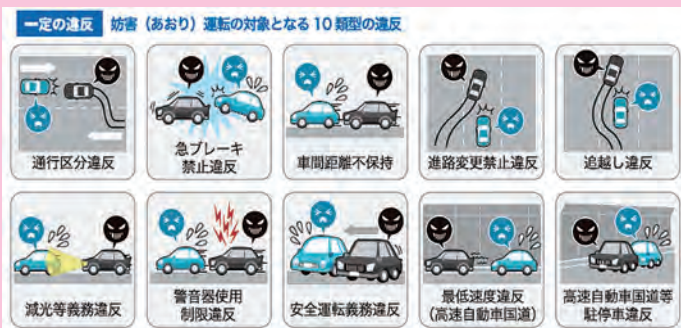 一定の違反 妨害(あおり)運転の対象となる10類型の違反
通行区分違反
急ブレーキ
禁止違反
車間距離不保持
進路変更禁止違反
追越し違反
減光等義務違反
警音器使用
制限違反
安全運転義務違反
最低速度違反
(高速自動車国道)
高速自動車国道等
駐停車違反